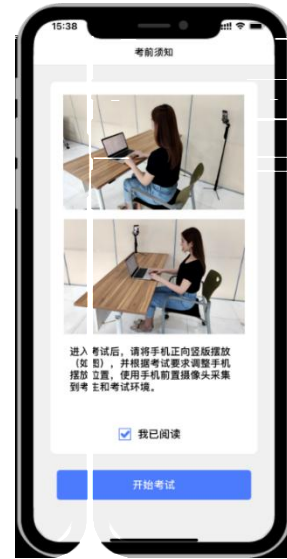 15:38
考前须知
进入考试后，请将手机正向竖版摆放
（如图），并根据考试要求调整手机
摆放位置，使用手机前置摄像头采集
到考生和考试环境。
我已阅读
开始考试